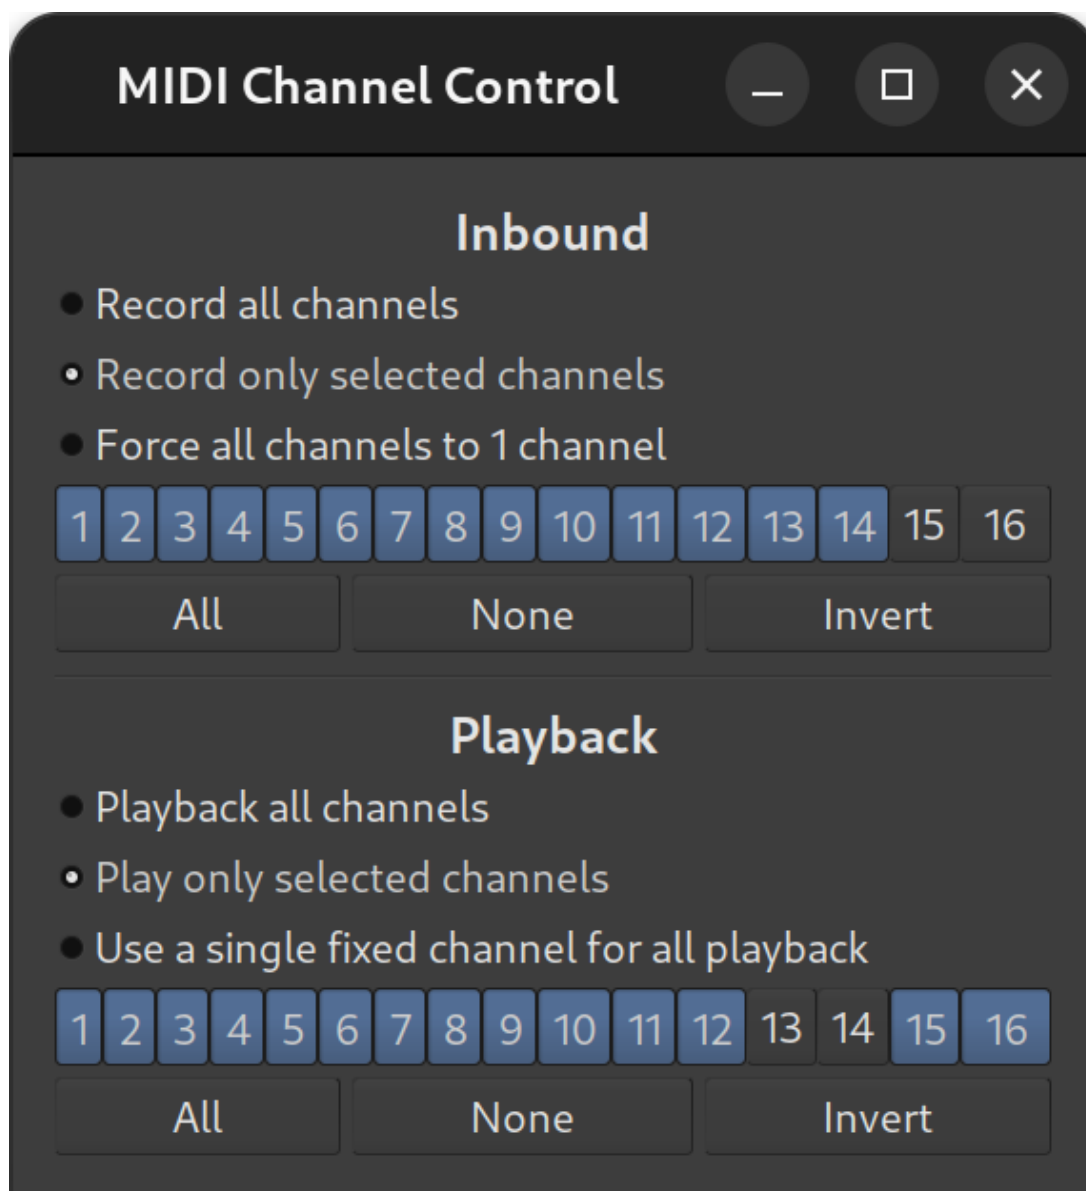 MIDI Channel Control
Inbound
Record all channels
Record only selected channels
Force all channels to 1 channel
1 2 3 4 5 6 7 8 9 10 11 12 13 14 15 16
All None Invert
Playback
Playback all channels
Play only selected channels
Use a single fixed channel for all playback
1 2 3 4 5 6 7 8 9 10 11 12 13 14 15 16
All None Invert